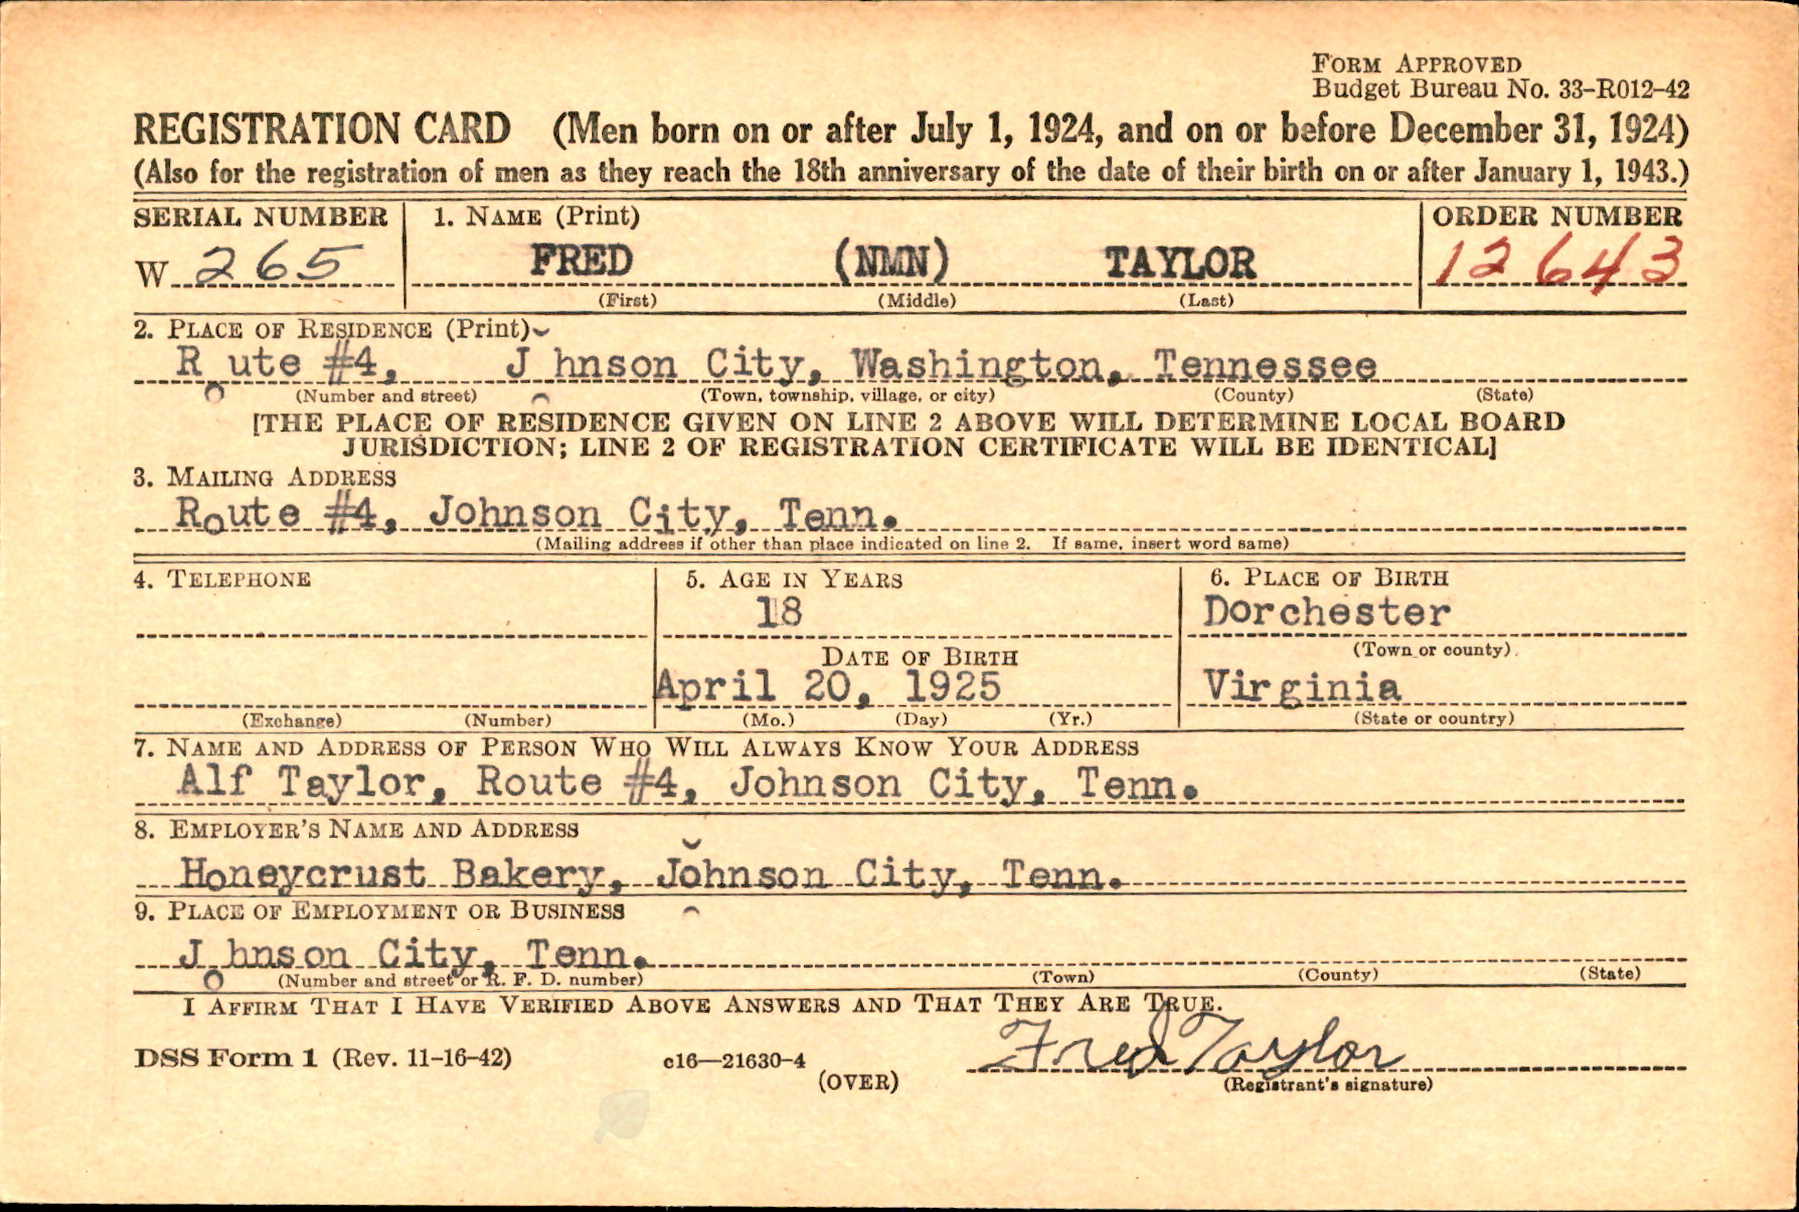 FORM APPROVED
Budget Bureau No. 33-R012-42
REGISTRATION CARD (Men born on or after July 1, 1924, and on or before December 31, 1924)
(Also for the registration of men as they reach the 18th anniversary of the date of their birth on or after January 1, 1943.)
SERIAL NUMBER 1. NAME (Print) ORDER NUMBER
W 265 FRED (NMN) TAYLOR 12643
(First) (Middle) (Last)
2. PLACE OF RESIDENCE (Print)
Route #4, Johnson City, Washington, Tennessee
(Number and street) (Town, township, village, or city) (County) (State)
[THE PLACE OF RESIDENCE GIVEN ON LINE 2 ABOVE WILL DETERMINE LOCAL BOARD
JURISDICTION; LINE 2 OF REGISTRATION CERTIFICATE WILL BE IDENTICAL]
3. MAILING ADDRESS
Route #4, Johnson City, Tenn.
(Mailing address if other than place indicated on line 2. If same, insert word same)
4. TELEPHONE 5. AGE IN YEARS 6. PLACE OF BIRTH
18 Dorchester
DATE OF BIRTH (Town or county)
April 20, 1925 Virginia
(Exchange) (Number) (Mo.) (Day) (Yr.) (State or country)
7. NAME AND ADDRESS OF PERSON WHO WILL ALWAYS KNOW YOUR ADDRESS
Alf Taylor, Route #4, Johnson City, Tenn.
8. EMPLOYER'S NAME AND ADDRESS
Honeycrust Bakery, Johnson City, Tenn.
9. PLACE OF EMPLOYMENT OR BUSINESS
Johnson City, Tenn.
(Number and street or R. F. D. number) (Town) (County) (State)
I AFFIRM THAT I HAVE VERIFIED ABOVE ANSWERS AND THAT THEY ARE TRUE.
DSS Form 1 (Rev. 11-16-42) c16—21630-4 Fred Taylor
(OVER) (Registrant's signature)